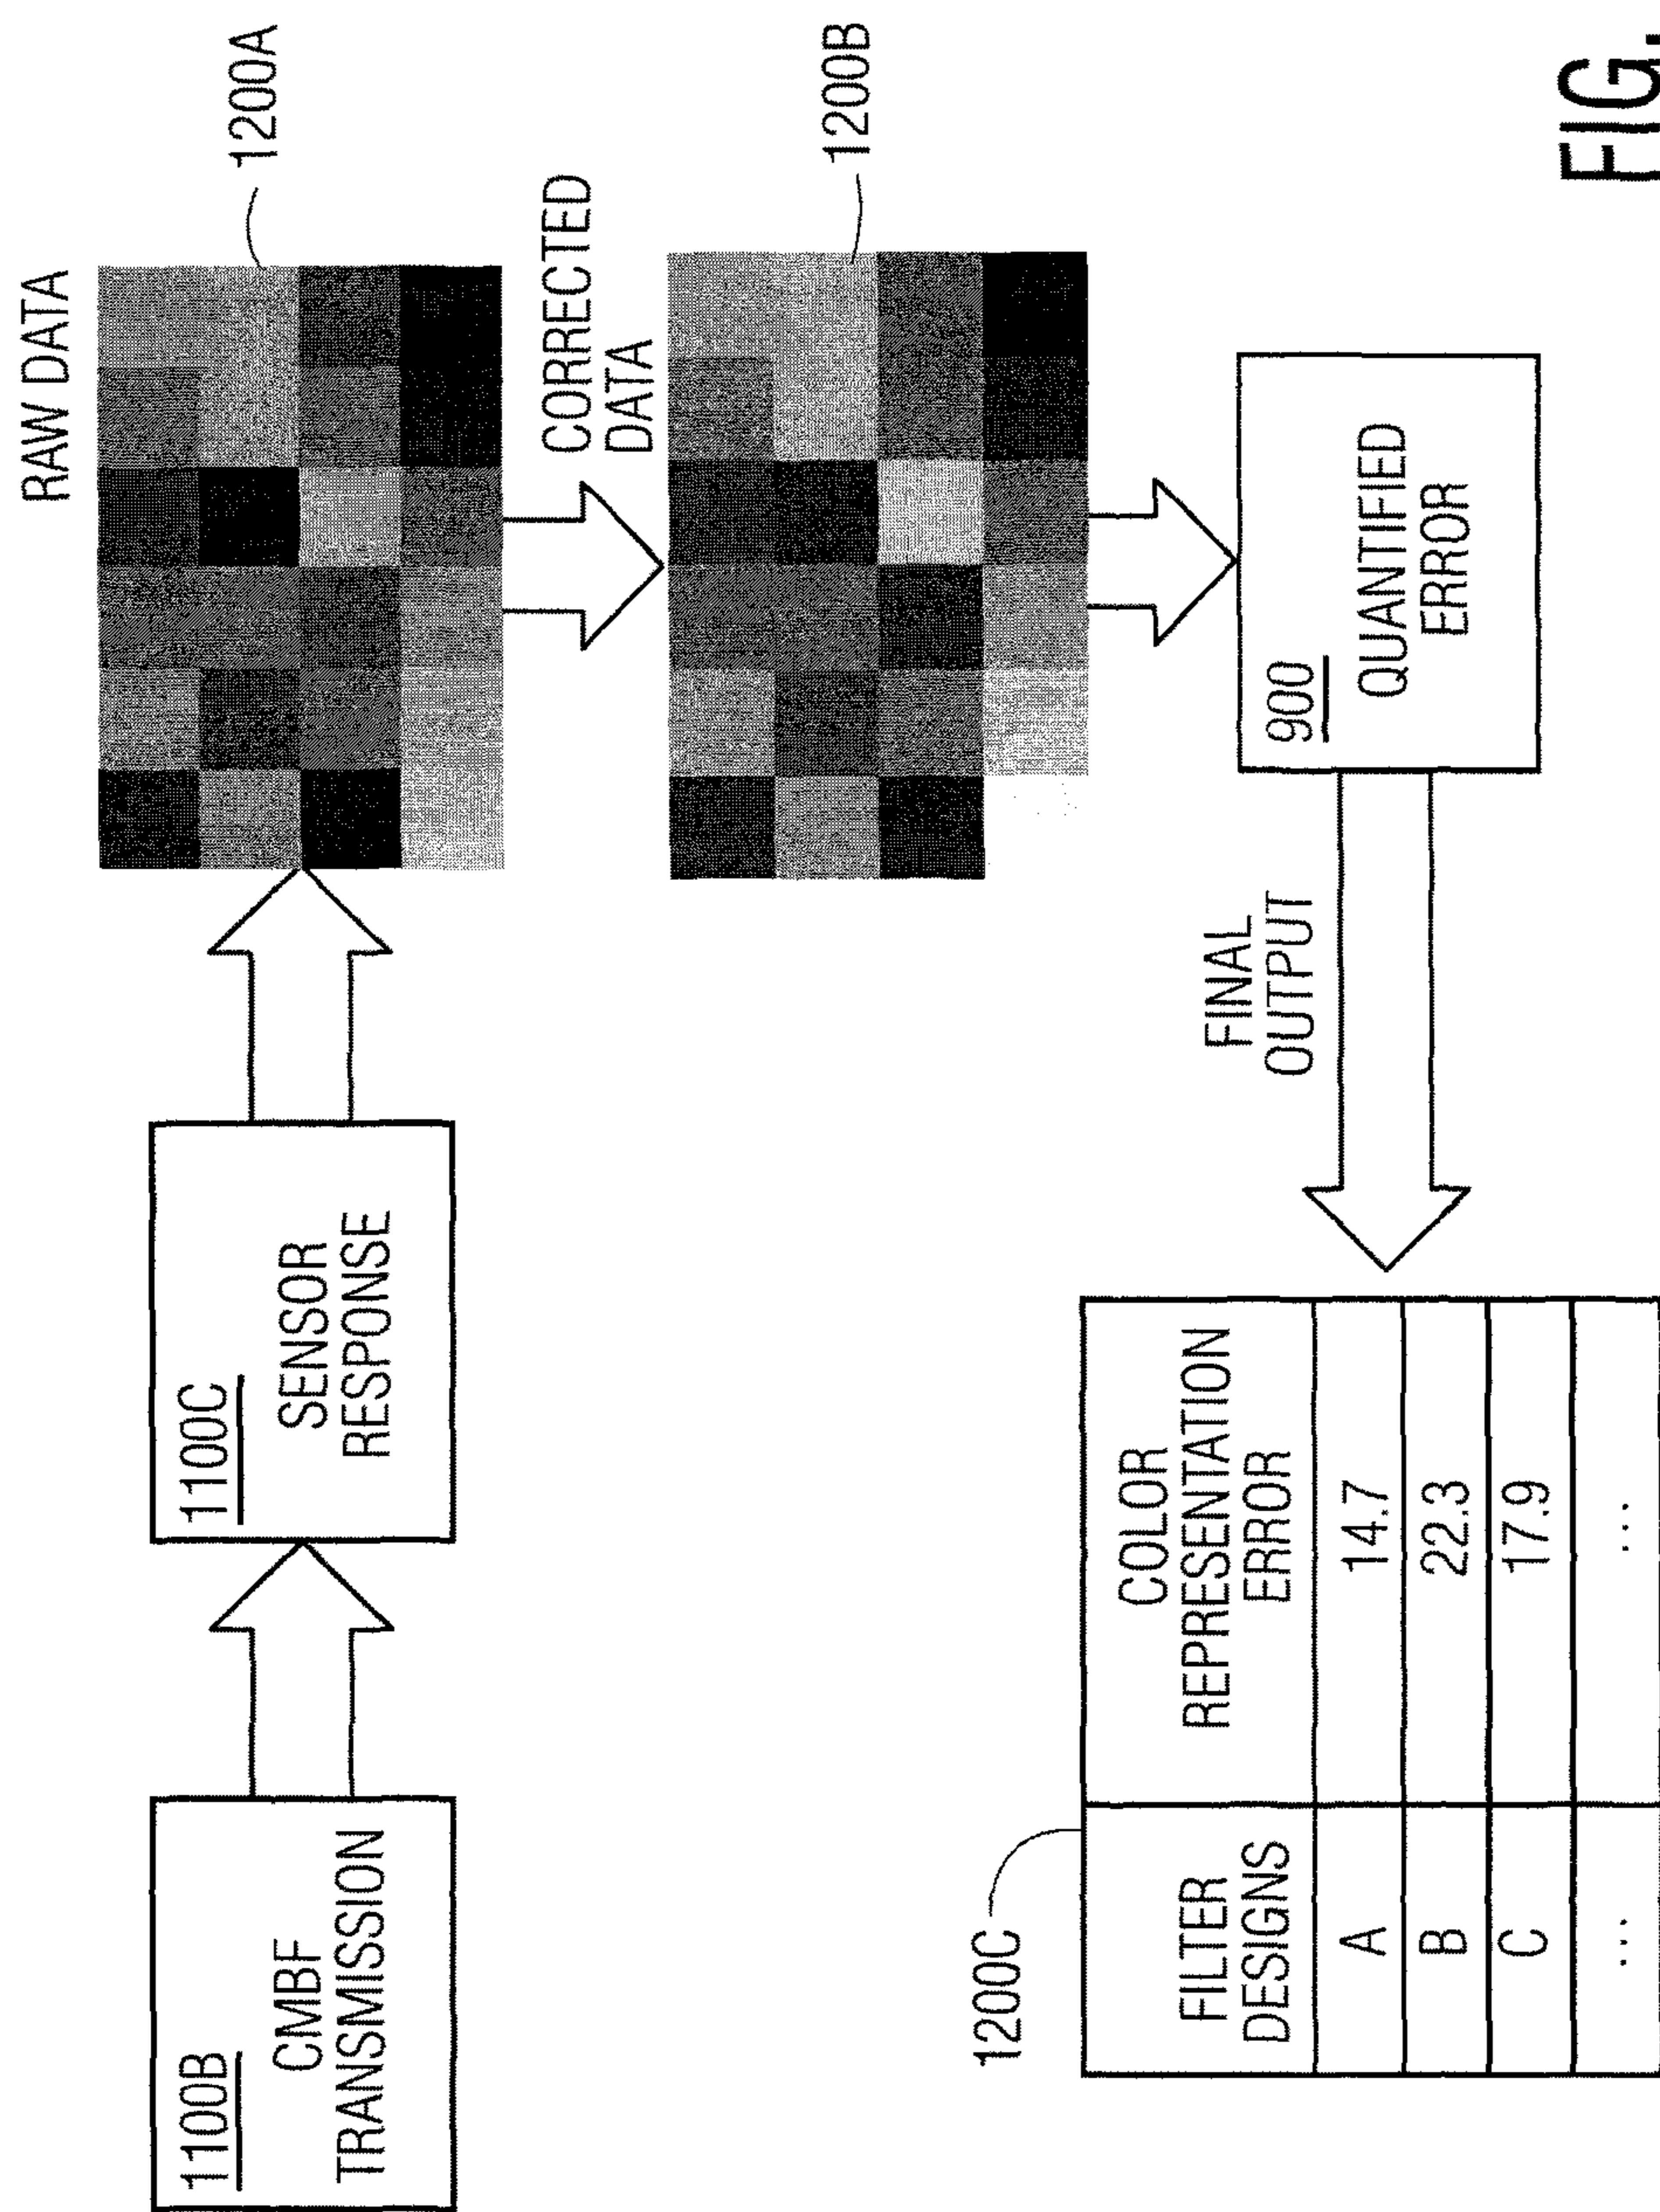 1100B
CMBF
TRANSMISSION
1100C
SENSOR
RESPONSE
RAW DATA
1200A
CORRECTED
DATA
1200B
900
QUANTIFIED
ERROR
FINAL
OUTPUT
1200C
FILTER
DESIGNS
COLOR
REPRESENTATION
ERROR
A 14.7
B 22.3
C 17.9
... ...
FIG.